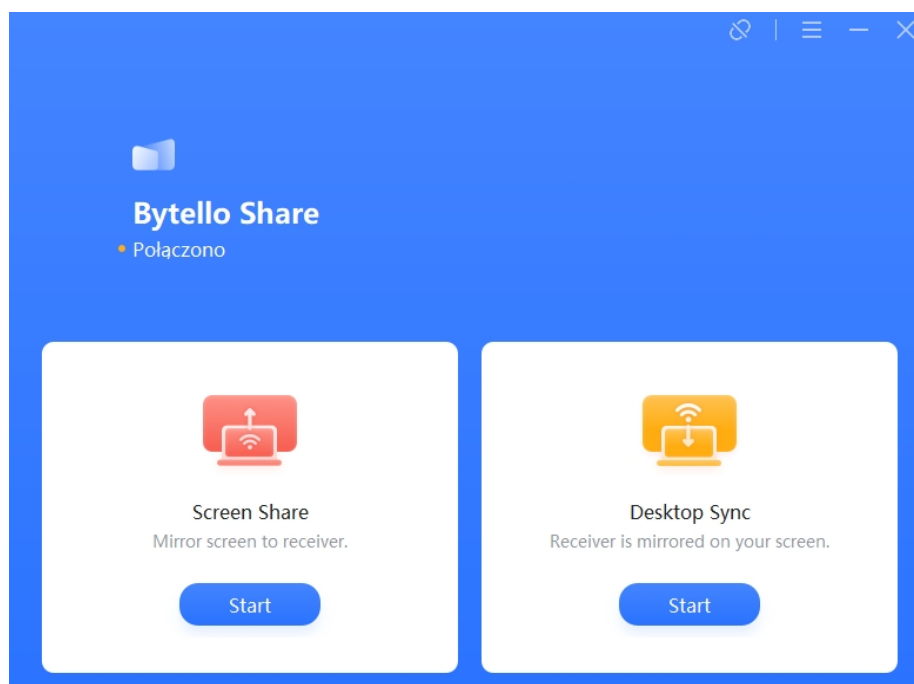 Bytello Share
Połączono
Screen Share
Mirror screen to receiver.
Start
Desktop Sync
Receiver is mirrored on your screen.
Start